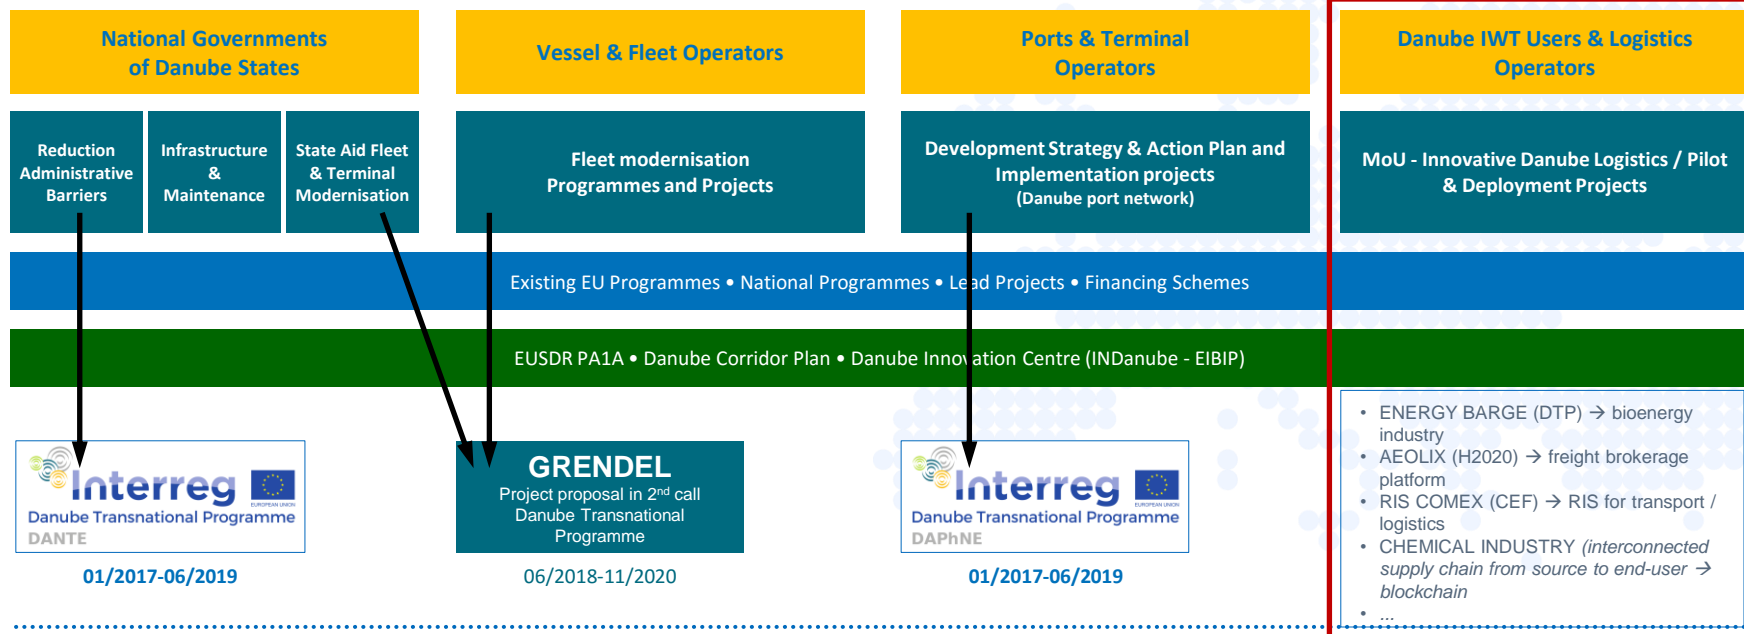 National Governments
of Danube States
Vessel & Fleet Operators
Ports & Terminal
Operators
Danube IWT Users & Logistics
Operators
Reduction
Administrative
Barriers
Infrastructure
&
Maintenance
State Aid Fleet
& Terminal
Modernisation
Fleet modernisation
Programmes and Projects
Development Strategy & Action Plan and
Implementation projects
(Danube port network)
MoU - Innovative Danube Logistics / Pilot
& Deployment Projects
Existing EU Programmes • National Programmes • Lead Projects • Financing Schemes
EUSDR PA1A • Danube Corridor Plan • Danube Innovation Centre (INDanube - EIBIP)
Interreg
EUROPEAN UNION
Danube Transnational Programme
DANTE
01/2017-06/2019
GRENDEL
Project proposal in 2nd call
Danube Transnational
Programme
06/2018-11/2020
Interreg
EUROPEAN UNION
Danube Transnational Programme
DAPhNE
01/2017-06/2019
• ENERGY BARGE (DTP) → bioenergy
industry
• AEOLIX (H2020) → freight brokerage
platform
• RIS COMEX (CEF) → RIS for transport /
logistics
• CHEMICAL INDUSTRY (interconnected
supply chain from source to end-user →
blockchain
• ...